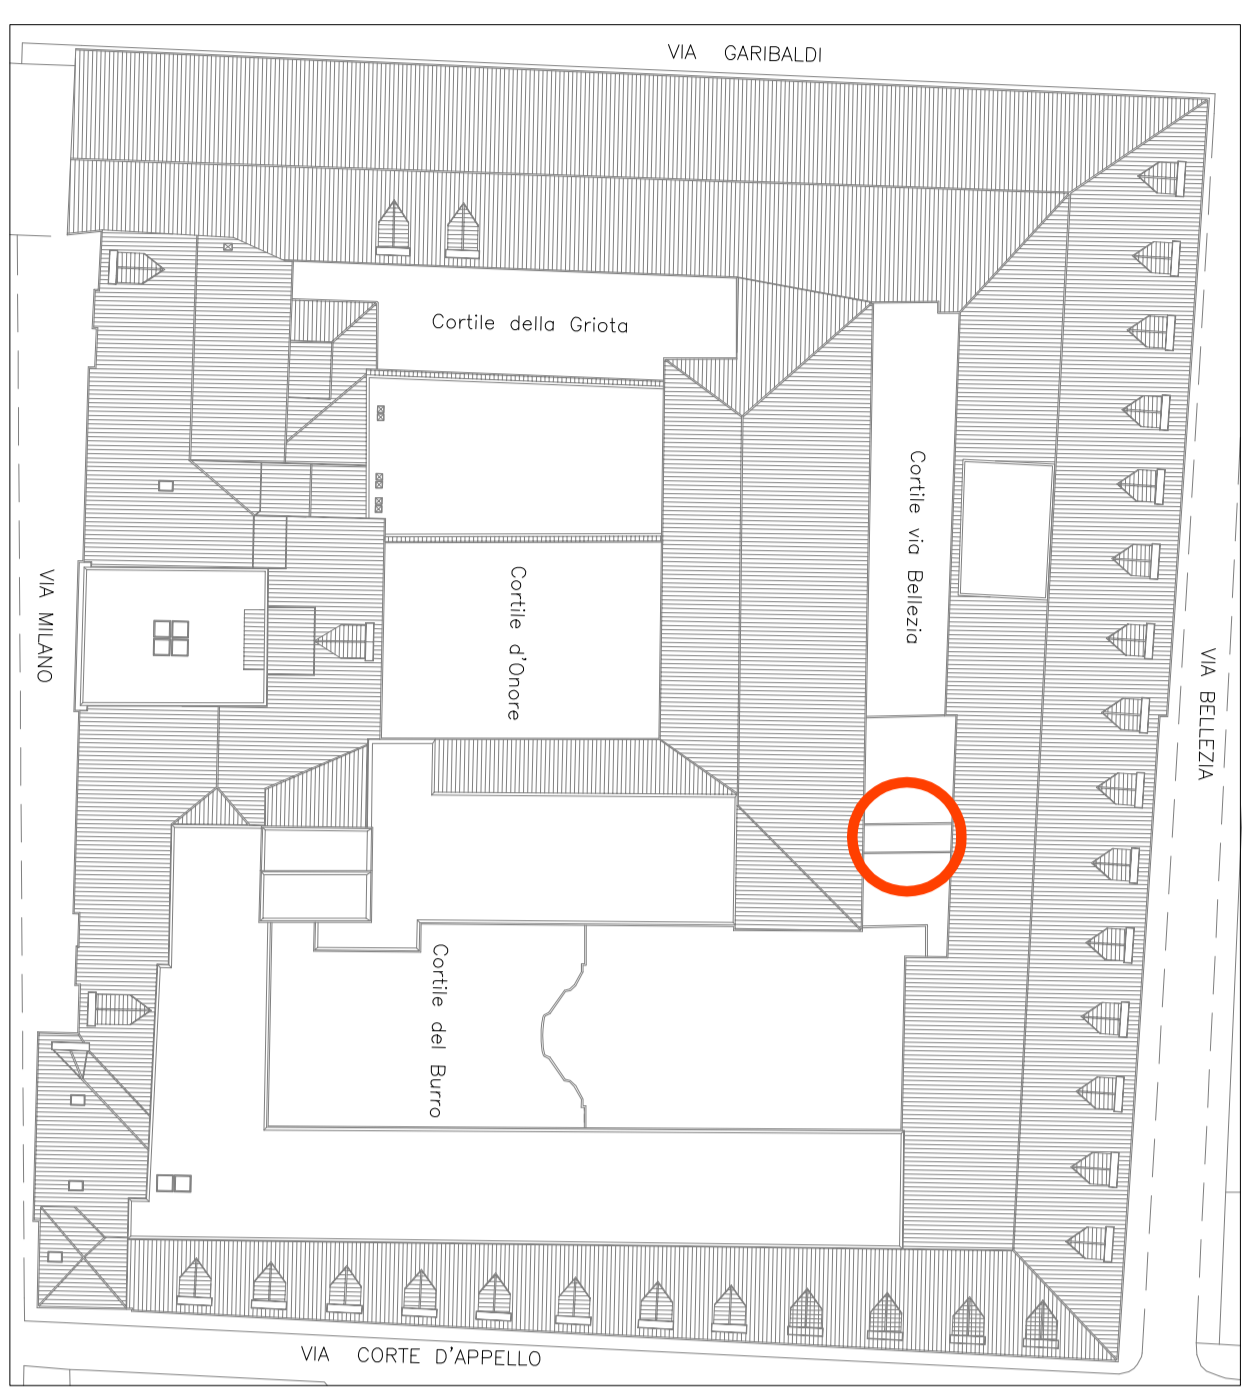 VIA GARIBALDI
Cortile della Griota
Cortile via Bellezia
Cortile d'Onore
VIA MILANO
VIA BELLEZIA
Cortile del Burro
VIA CORTE D'APPELLO